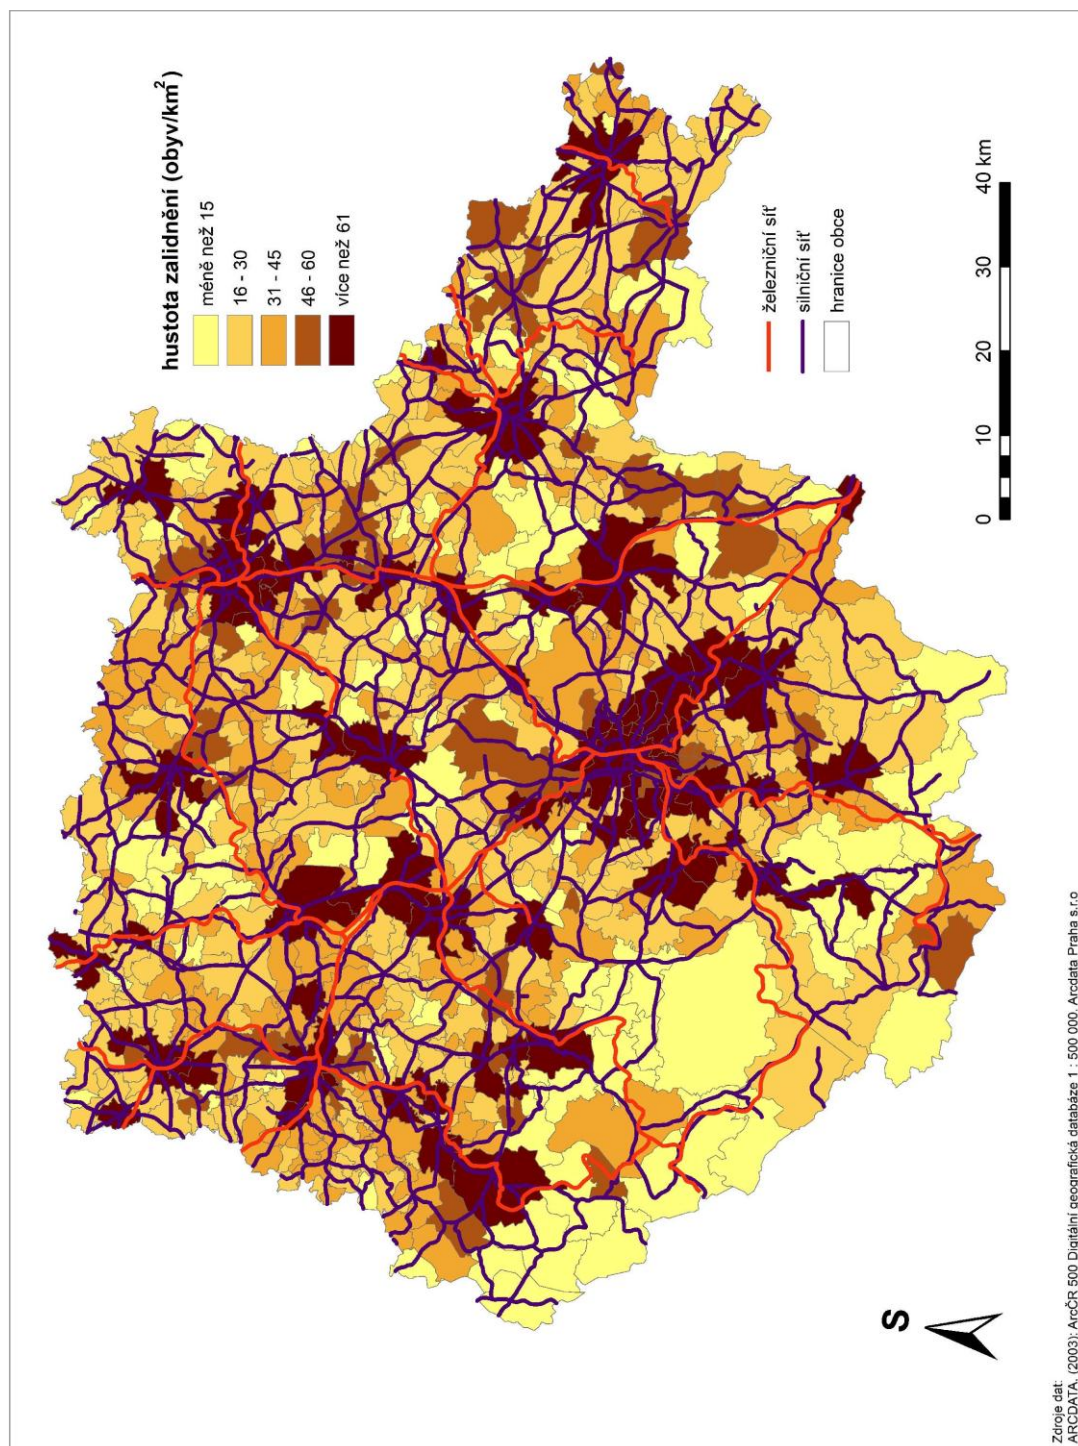 hustota zalidnění (obyv/km²)
méně než 15
16 - 30
31 - 45
46 - 60
více než 61
železniční síť
silniční síť
hranice obce
0 10 20 30 40 km
S
Zdroje dat:
ARCDATA, (2003): ArcČR 500 Digitální geografická databáze 1 : 500 000. Arcdata Praha s.r.o